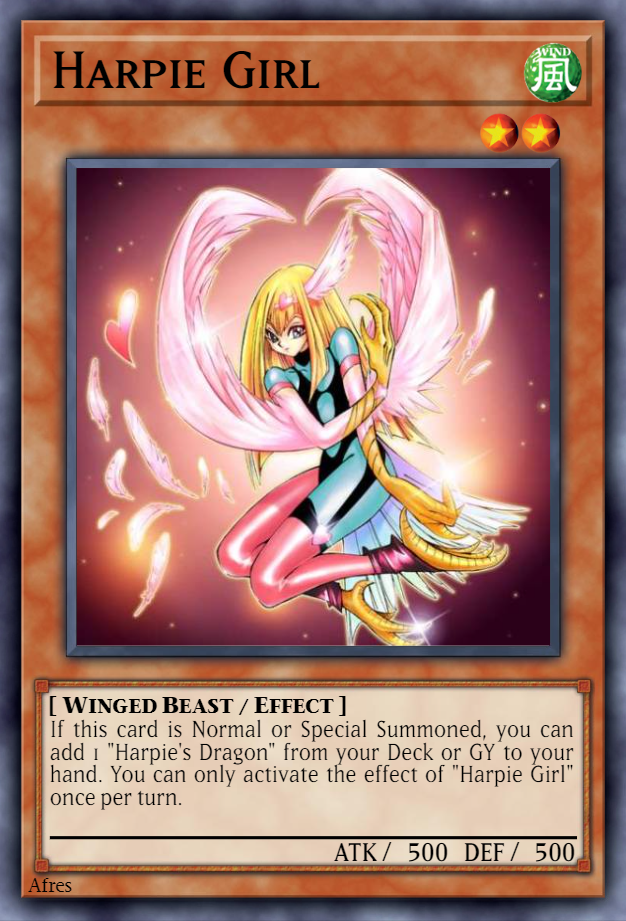 Harpie Girl
WIND
風
[ Winged Beast / Effect ]
If this card is Normal or Special Summoned, you can
add 1 "Harpie's Dragon" from your Deck or GY to your
hand. You can only activate the effect of "Harpie Girl"
once per turn.
ATK / 500 DEF / 500
Afres